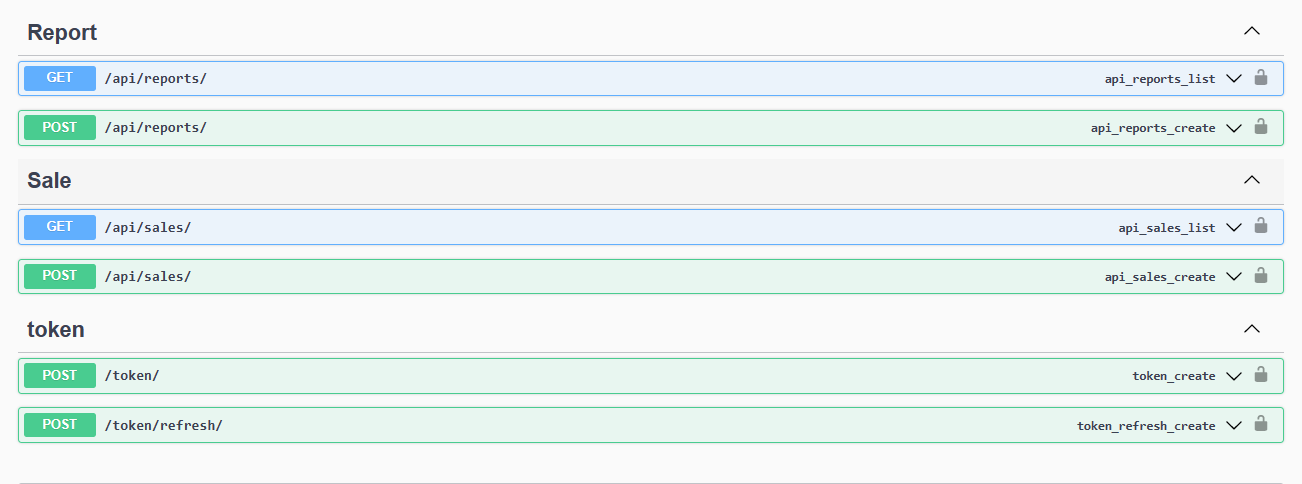 Report
GET /api/reports/ api_reports_list
POST /api/reports/ api_reports_create
Sale
GET /api/sales/ api_sales_list
POST /api/sales/ api_sales_create
token
POST /token/ token_create
POST /token/refresh/ token_refresh_create